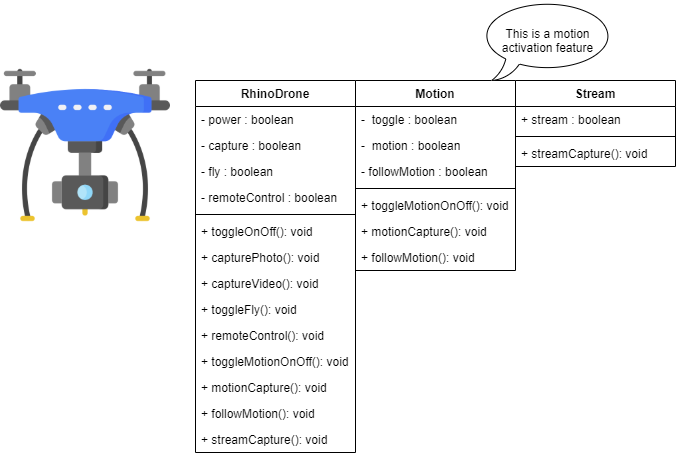 This is a motion
activation feature
RhinoDrone
- power : boolean
- capture : boolean
- fly : boolean
- remoteControl : boolean
+ toggleOnOff(): void
+ capturePhoto(): void
+ captureVideo(): void
+ toggleFly(): void
+ remoteControl(): void
+ toggleMotionOnOff(): void
+ motionCapture(): void
+ followMotion(): void
+ streamCapture(): void
Motion
- toggle : boolean
- motion : boolean
- followMotion : boolean
+ toggleMotionOnOff(): void
+ motionCapture(): void
+ followMotion(): void
Stream
+ stream : boolean
+ streamCapture(): void